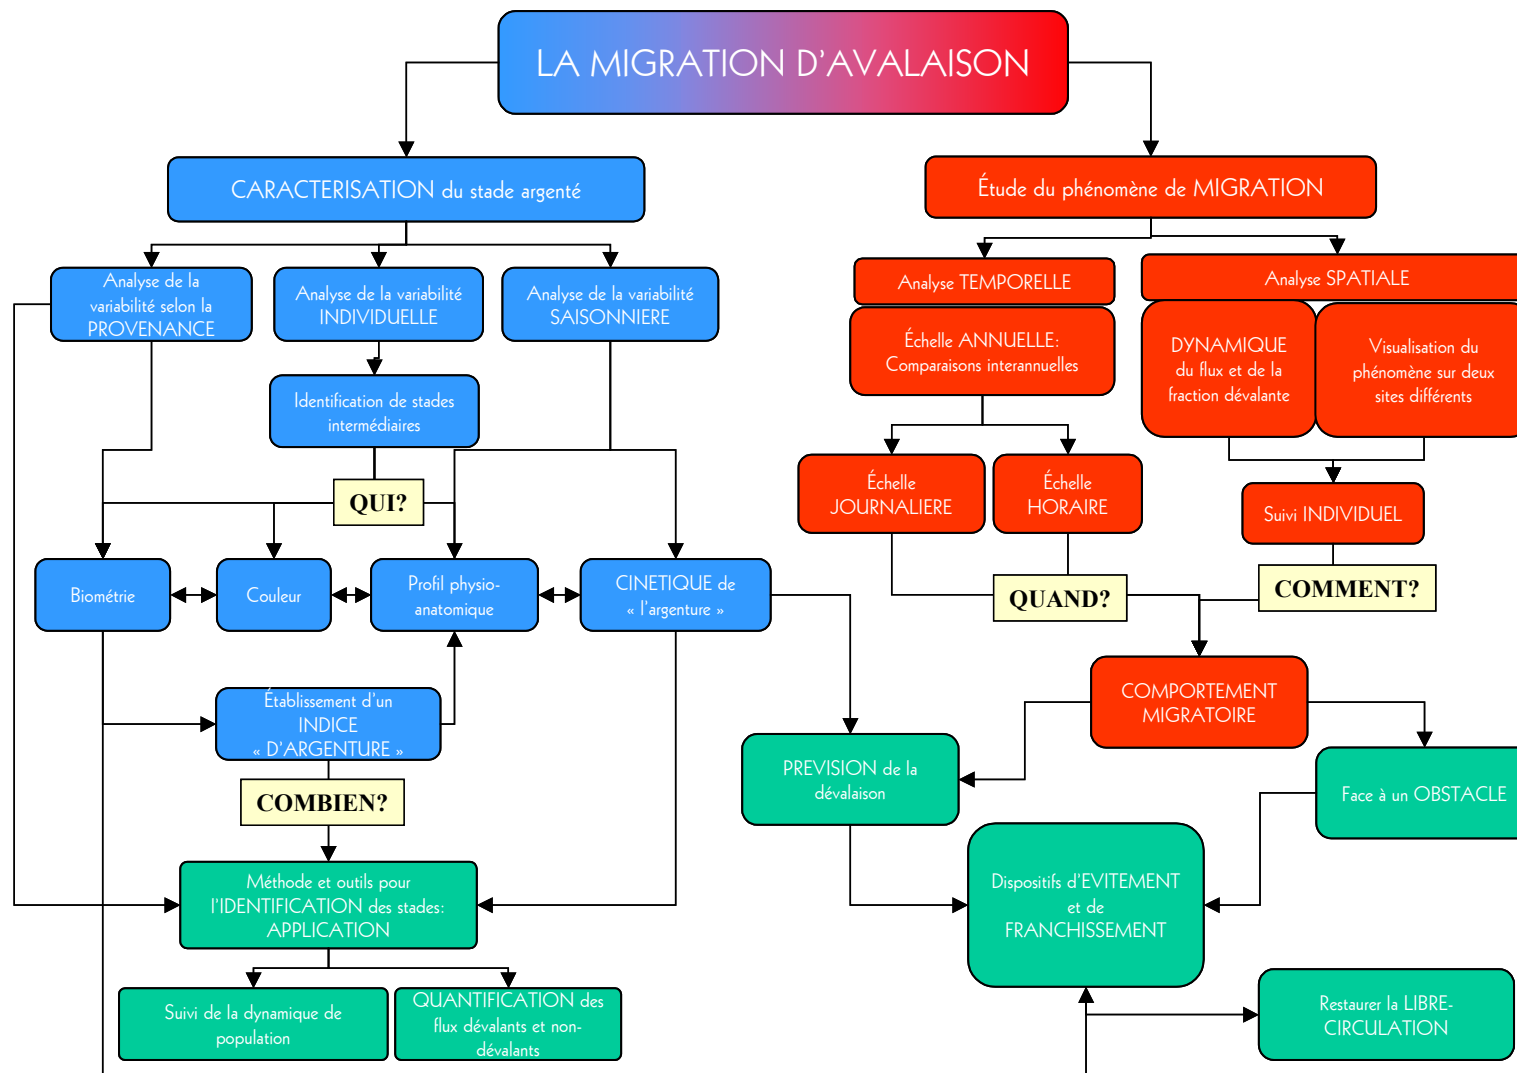 LA MIGRATION D'AVALAISON
CARACTERISATION du stade argenté
Étude du phénomène de MIGRATION
Analyse de la
variabilité selon la
PROVENANCE
Analyse de la variabilité
INDIVIDUELLE
Analyse de la variabilité
SAISONNIERE
Analyse TEMPORELLE
Analyse SPATIALE
Échelle ANNUELLE:
Comparaisons interannuelles
DYNAMIQUE
du flux et de la
fraction dévalante
Visualisation du
phénomène sur deux
sites différents
Identification de stades
intermédiaires
QUI?
Échelle
JOURNALIERE
Échelle
HORAIRE
Suivi INDIVIDUEL
Biométrie
Couleur
Profil physio-
anatomique
CINETIQUE de
« l'argenture »
QUAND?
COMMENT?
Établissement d'un
INDICE
« D'ARGENTURE »
COMPORTEMENT
MIGRATOIRE
COMBIEN?
PREVISION de la
dévalaison
Face à un OBSTACLE
Méthode et outils pour
l'IDENTIFICATION des stades:
APPLICATION
Dispositifs d'EVITEMENT
et de
FRANCHISSEMENT
Suivi de la dynamique de
population
QUANTIFICATION des
flux dévalants et non-
dévalants
Restaurer la LIBRE-
CIRCULATION